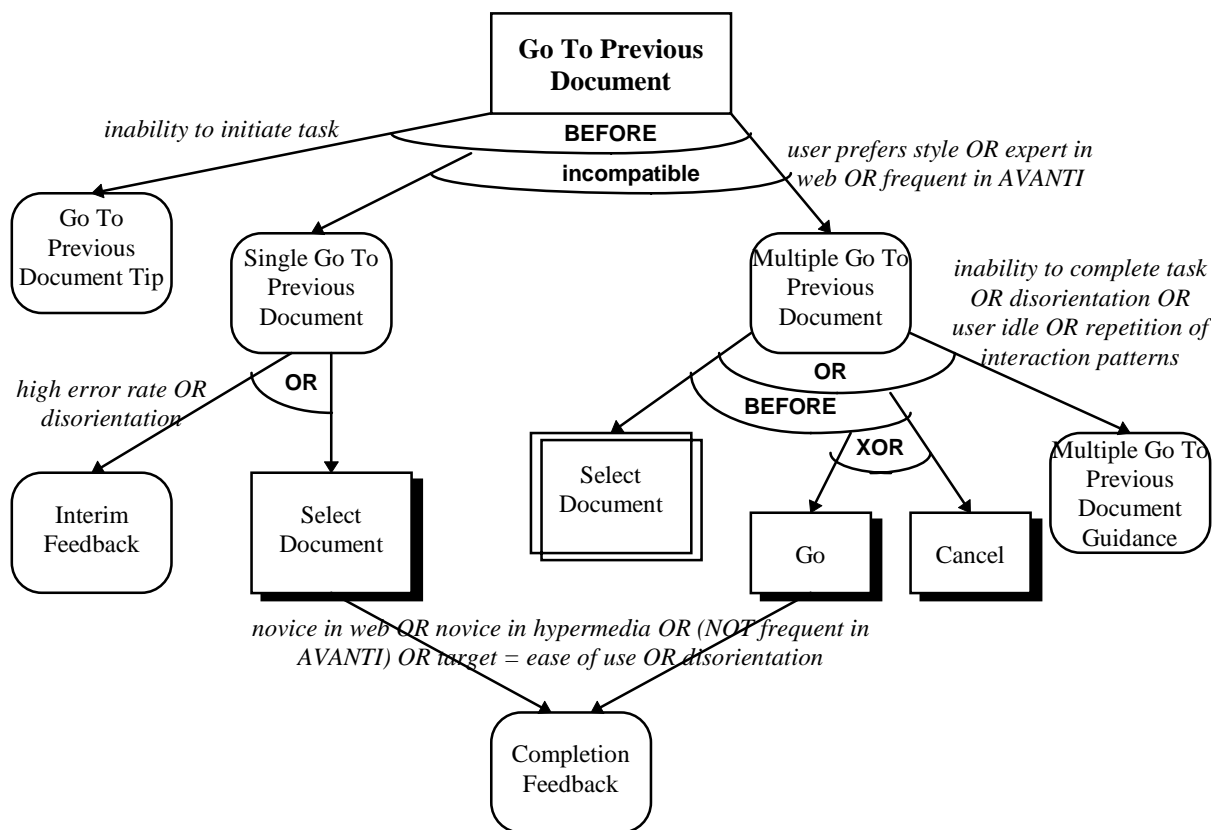 Go To Previous
Document
inability to initiate task
BEFORE
incompatible
user prefers style OR expert in
web OR frequent in AVANTI
Go To
Previous
Document Tip
Single Go To
Previous
Document
Multiple Go To
Previous
Document
inability to complete task
OR disorientation OR
user idle OR repetition of
interaction patterns
high error rate OR
disorientation
OR
OR
BEFORE
XOR
Interim
Feedback
Select
Document
Select
Document
Go
Cancel
Multiple Go To
Previous
Document
Guidance
novice in web OR novice in hypermedia OR (NOT frequent in
AVANTI) OR target = ease of use OR disorientation
Completion
Feedback